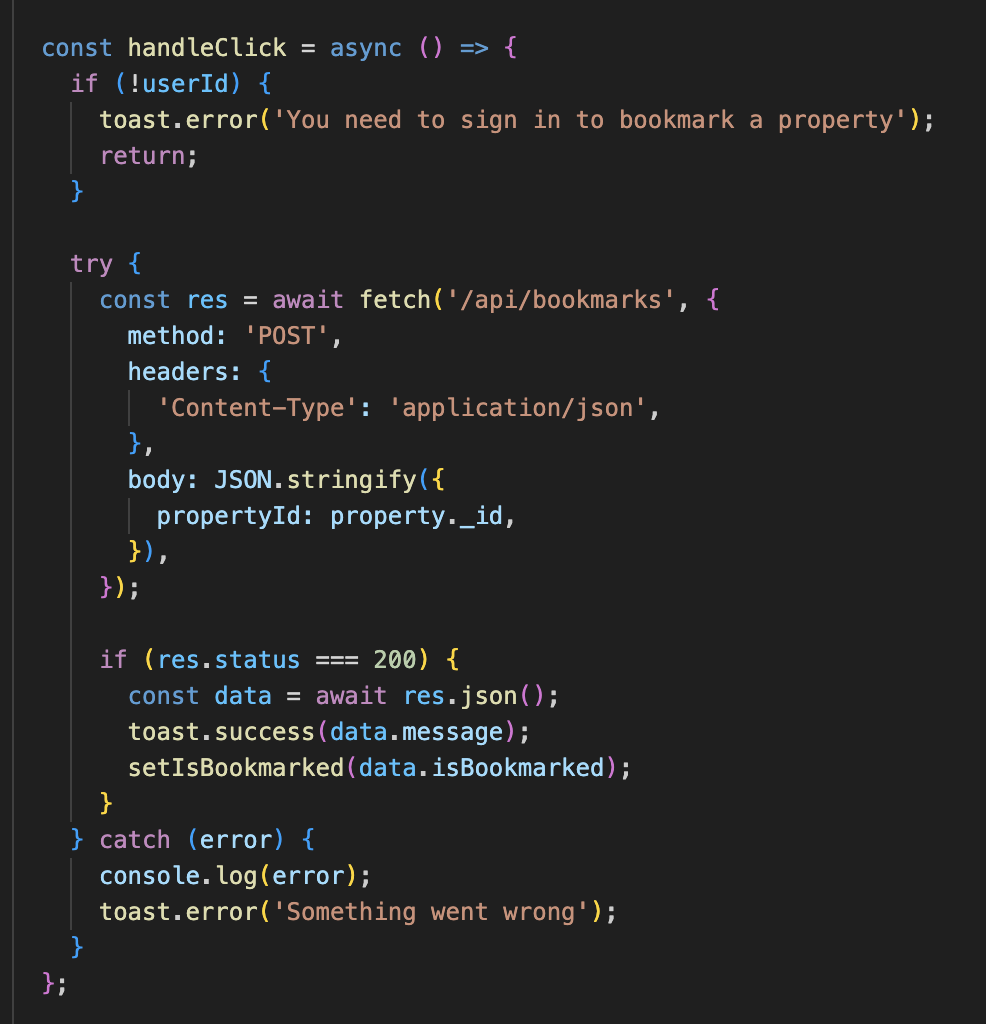 const handleClick = async () => {
  if (!userId) {
    toast.error('You need to sign in to bookmark a property');
    return;
  }

  try {
    const res = await fetch('/api/bookmarks', {
      method: 'POST',
      headers: {
        'Content-Type': 'application/json',
      },
      body: JSON.stringify({
        propertyId: property._id,
      }),
    });

    if (res.status === 200) {
      const data = await res.json();
      toast.success(data.message);
      setIsBookmarked(data.isBookmarked);
    }
  } catch (error) {
    console.log(error);
    toast.error('Something went wrong');
  }
};